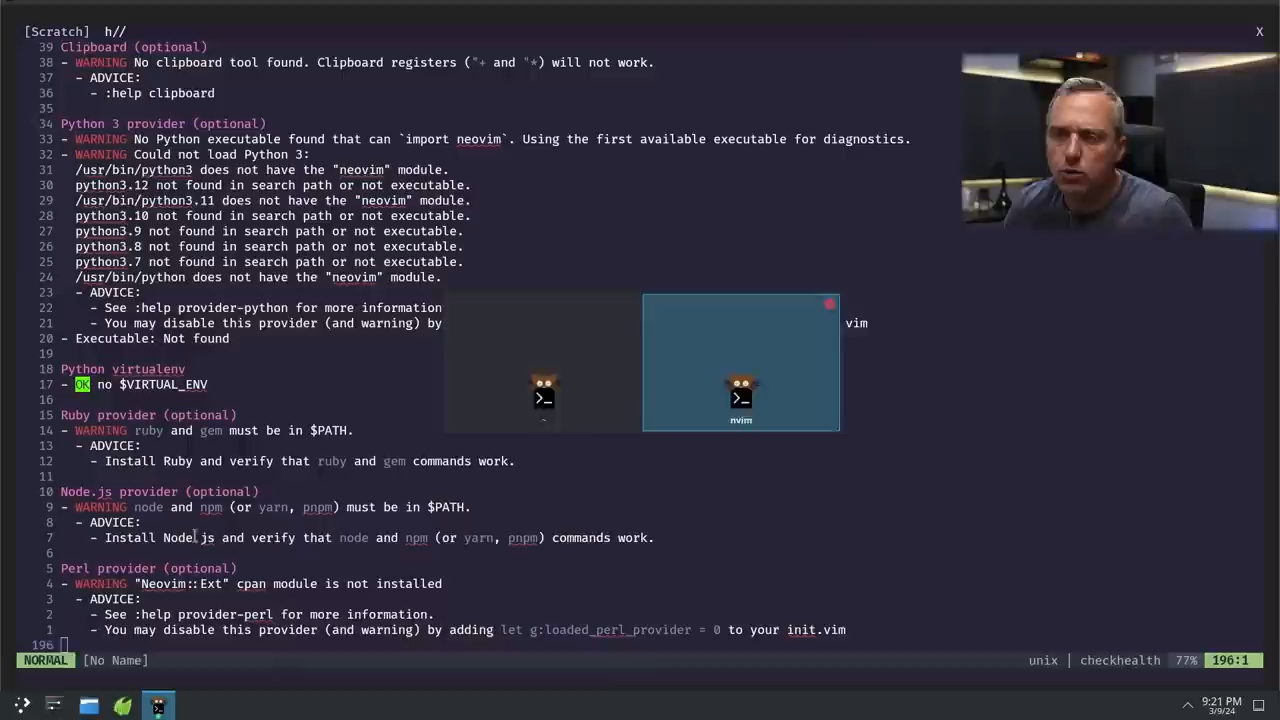 [Scratch] h// X
39 Clipboard (optional)
38 - WARNING No clipboard tool found. Clipboard registers ("+ and "*) will not work.
37 - ADVICE:
36 - :help clipboard
35
34 Python 3 provider (optional)
33 - WARNING No Python executable found that can `import neovim`. Using the first available executable for diagnostics.
32 - WARNING Could not load Python 3:
31 /usr/bin/python3 does not have the "neovim" module.
30 python3.12 not found in search path or not executable.
29 /usr/bin/python3.11 does not have the "neovim" module.
28 python3.10 not found in search path or not executable.
27 python3.9 not found in search path or not executable.
26 python3.8 not found in search path or not executable.
25 python3.7 not found in search path or not executable.
24 /usr/bin/python does not have the "neovim" module.
23 - ADVICE:
22 - See :help provider-python for more information
21 - You may disable this provider (and warning) by vim
20 - Executable: Not found
19
18 Python virtualenv
17 - OK no $VIRTUAL_ENV
16
15 Ruby provider (optional)
14 - WARNING ruby and gem must be in $PATH.
13 - ADVICE:
12 - Install Ruby and verify that ruby and gem commands work.
11
10 Node.js provider (optional)
9 - WARNING node and npm (or yarn, pnpm) must be in $PATH.
8 - ADVICE:
7 - Install Node.js and verify that node and npm (or yarn, pnpm) commands work.
6
5 Perl provider (optional)
4 - WARNING "Neovim::Ext" cpan module is not installed
3 - ADVICE:
2 - See :help provider-perl for more information.
1 - You may disable this provider (and warning) by adding let g:loaded_perl_provider = 0 to your init.vim
196
~ nvim
NORMAL [No Name] unix | checkhealth 77% 196:1
9:21 PM
3/9/24